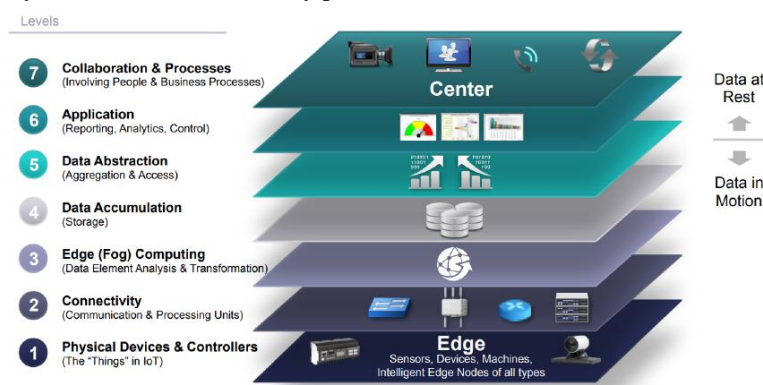 Levels
7
Collaboration & Processes
(Involving People & Business Processes)
6
Application
(Reporting, Analytics, Control)
5
Data Abstraction
(Aggregation & Access)
4
Data Accumulation
(Storage)
3
Edge (Fog) Computing
(Data Element Analysis & Transformation)
2
Connectivity
(Communication & Processing Units)
1
Physical Devices & Controllers
(The "Things" in IoT)
Center
Edge
Sensors, Devices, Machines,
Intelligent Edge Nodes of all types
Data at
Rest
Data in
Motion